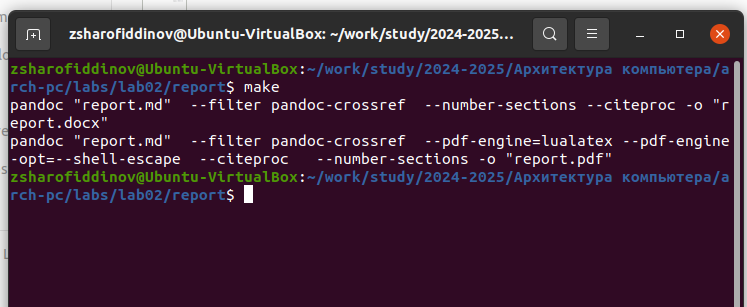 zsharofiddinov@Ubuntu-VirtualBox: ~/work/study/2024-2025...
zsharofiddinov@Ubuntu-VirtualBox:~/work/study/2024-2025/Архитектура компьютера/a
rch-pc/labs/lab02/report$ make
pandoc "report.md"  --filter pandoc-crossref  --number-sections --citeproc -o "r
eport.docx"
pandoc "report.md"  --filter pandoc-crossref  --pdf-engine=lualatex --pdf-engine
-opt=--shell-escape  --citeproc   --number-sections -o "report.pdf"
zsharofiddinov@Ubuntu-VirtualBox:~/work/study/2024-2025/Архитектура компьютера/a
rch-pc/labs/lab02/report$